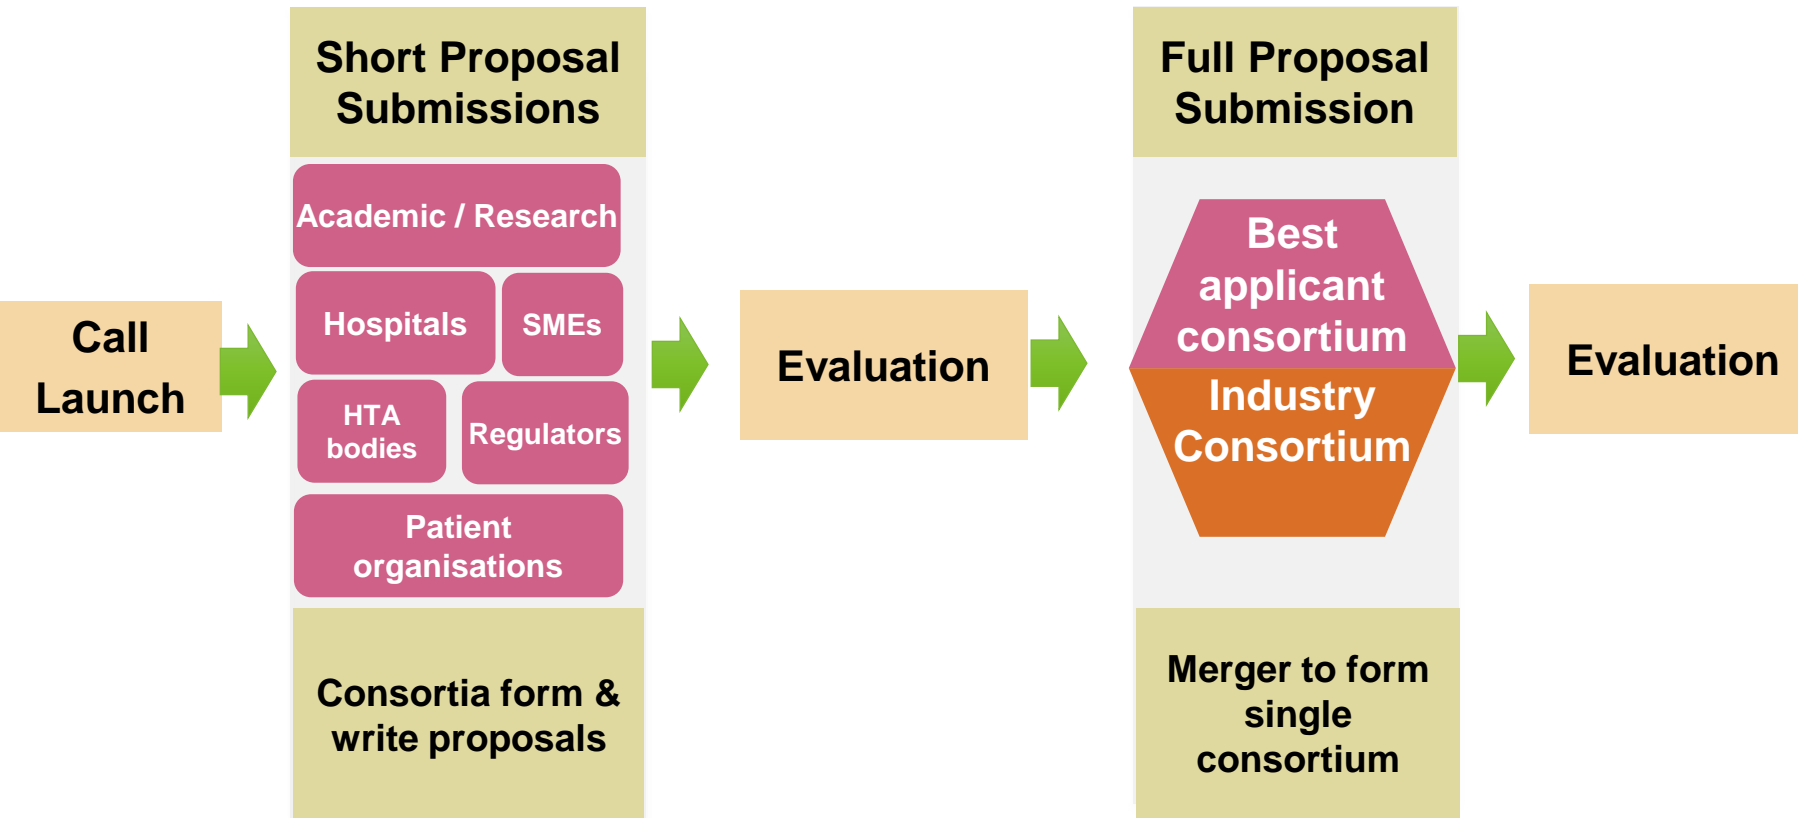 Call
Launch
Short Proposal
Submissions
Academic / Research
Hospitals
SMEs
HTA
bodies
Regulators
Patient
organisations
Consortia form &
write proposals
Evaluation
Full Proposal
Submission
Best
applicant
consortium
Industry
Consortium
Merger to form
single
consortium
Evaluation